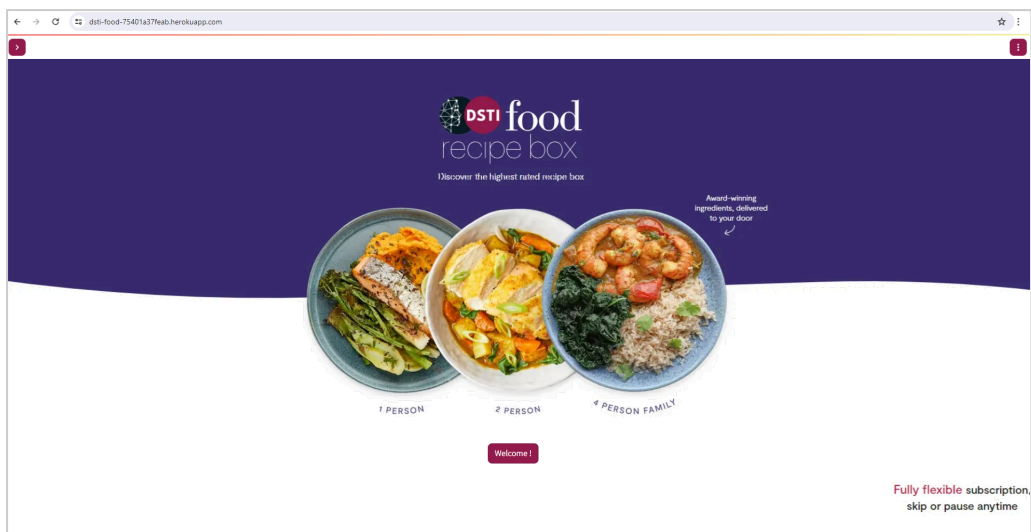 dsti-food-75401a37feab.herokuapp.com
DSTI food
recipe box
Discover the highest rated recipe box
Award-winning
ingredients, delivered
to your door
1 PERSON
2 PERSON
4 PERSON FAMILY
Welcome !
Fully flexible subscription,
skip or pause anytime